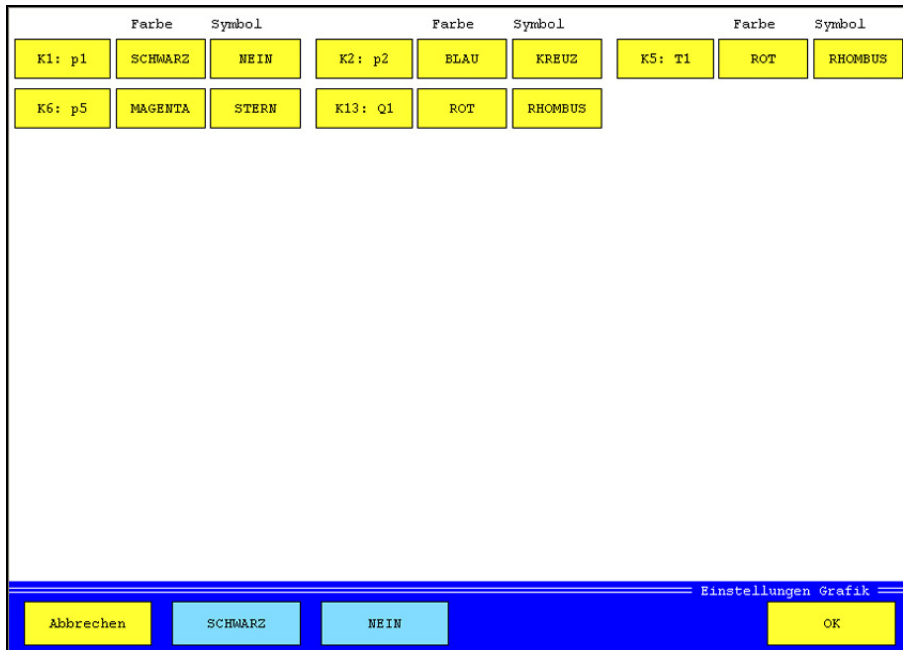 Farbe Symbol Farbe Symbol Farbe Symbol
K1: p1 SCHWARZ NEIN K2: p2 BLAU KREUZ K5: T1 ROT RHOMBUS
K6: p5 MAGENTA STERN K13: Q1 ROT RHOMBUS
Einstellungen Grafik
Abbrechen SCHWARZ NEIN OK